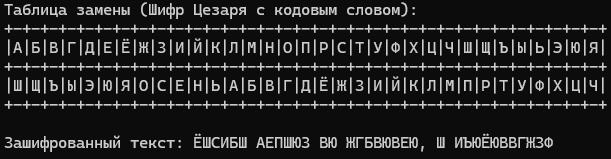 Таблица замены (Шифр Цезаря с кодовым словом):
+-+-+-+-+-+-+-+-+-+-+-+-+-+-+-+-+-+-+-+-+-+-+-+-+-+-+-+-+-+-+-+-+-+
|А|Б|В|Г|Д|Е|Ё|Ж|З|И|Й|К|Л|М|Н|О|П|Р|С|Т|У|Ф|Х|Ц|Ч|Ш|Щ|Ъ|Ы|Ь|Э|Ю|Я|
+-+-+-+-+-+-+-+-+-+-+-+-+-+-+-+-+-+-+-+-+-+-+-+-+-+-+-+-+-+-+-+-+-+
|Ш|Щ|Ъ|Ы|Э|Ю|Я|О|С|Е|Н|Ь|А|Б|В|Г|Д|Ё|Ж|З|И|Й|К|Л|М|П|Р|Т|У|Ф|Х|Ц|Ч|
+-+-+-+-+-+-+-+-+-+-+-+-+-+-+-+-+-+-+-+-+-+-+-+-+-+-+-+-+-+-+-+-+-+
Зашифрованный текст: ЁШСИБШ АЕПШЮЗ ВЮ ЖГБВЮВЕЮ, Ш ИЪЮЁЮВВГЖЗФ